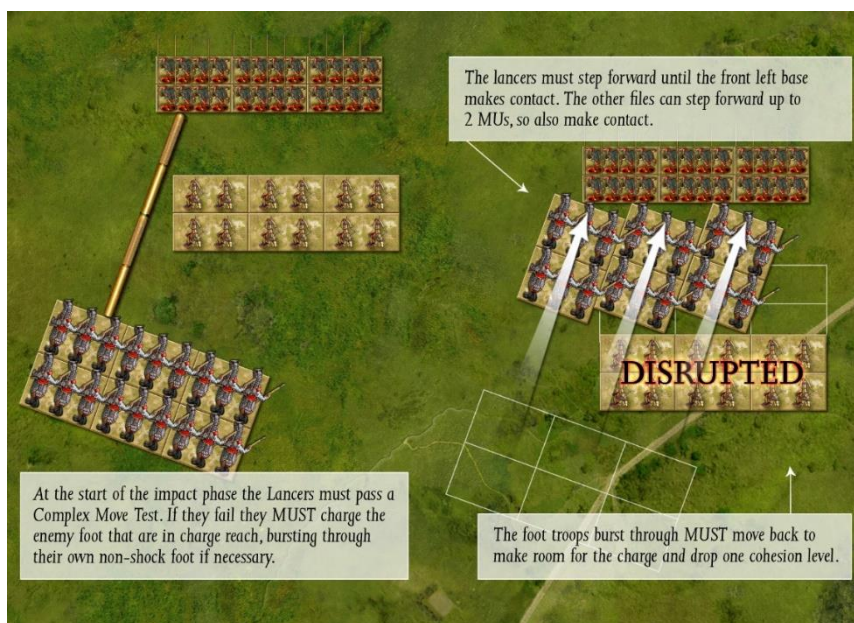 The lancers must step forward until the front left base
makes contact. The other files can step forward up to
2 MUs, so also make contact.
DISRUPTED
At the start of the impact phase the Lancers must pass a
Complex Move Test. If they fail they MUST charge the
enemy foot that are in charge reach, bursting through
their own non-shock foot if necessary.
The foot troops burst through MUST move back to
make room for the charge and drop one cohesion level.